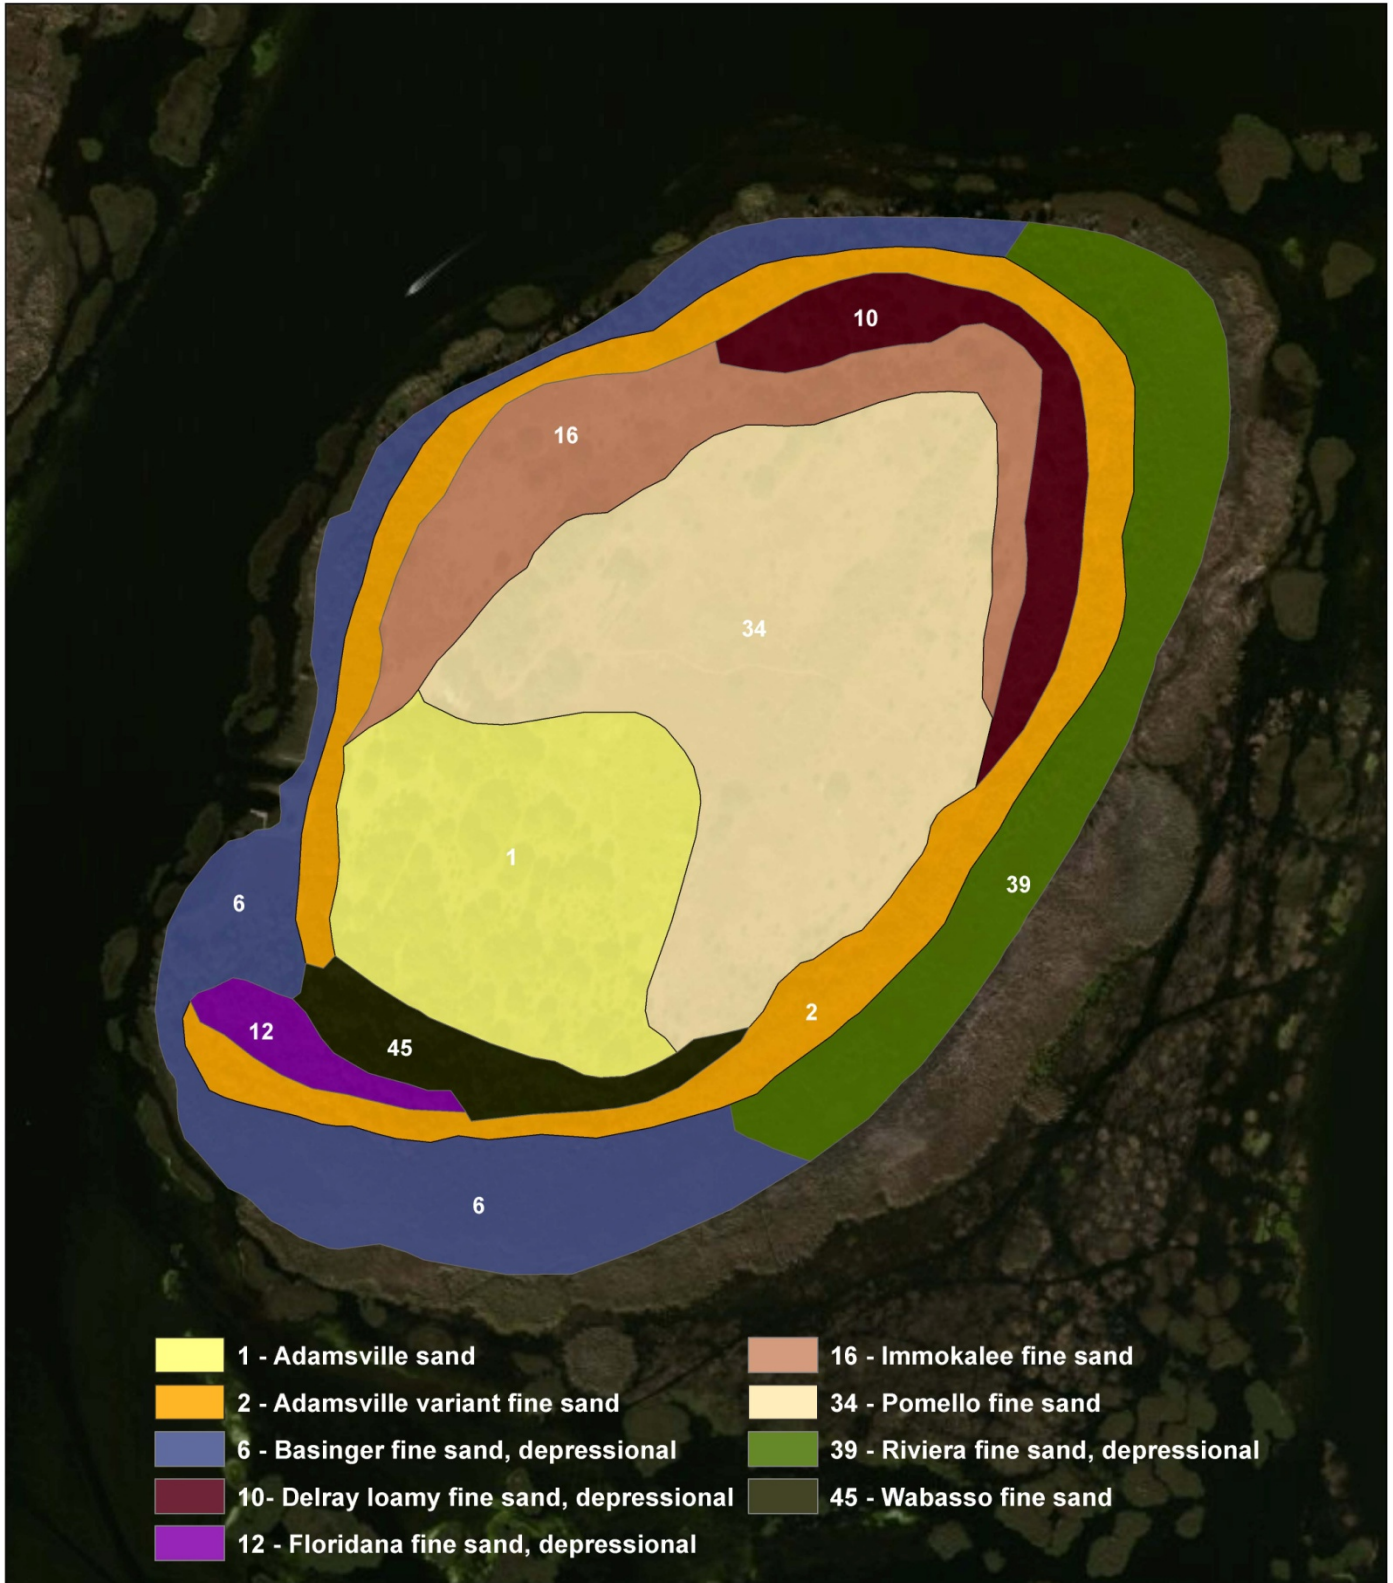 10
16
34
1
6
39
2
12
45
6
1 - Adamsville sand
2 - Adamsville variant fine sand
6 - Basinger fine sand, depressional
10- Delray loamy fine sand, depressional
12 - Floridana fine sand, depressional
16 - Immokalee fine sand
34 - Pomello fine sand
39 - Riviera fine sand, depressional
45 - Wabasso fine sand